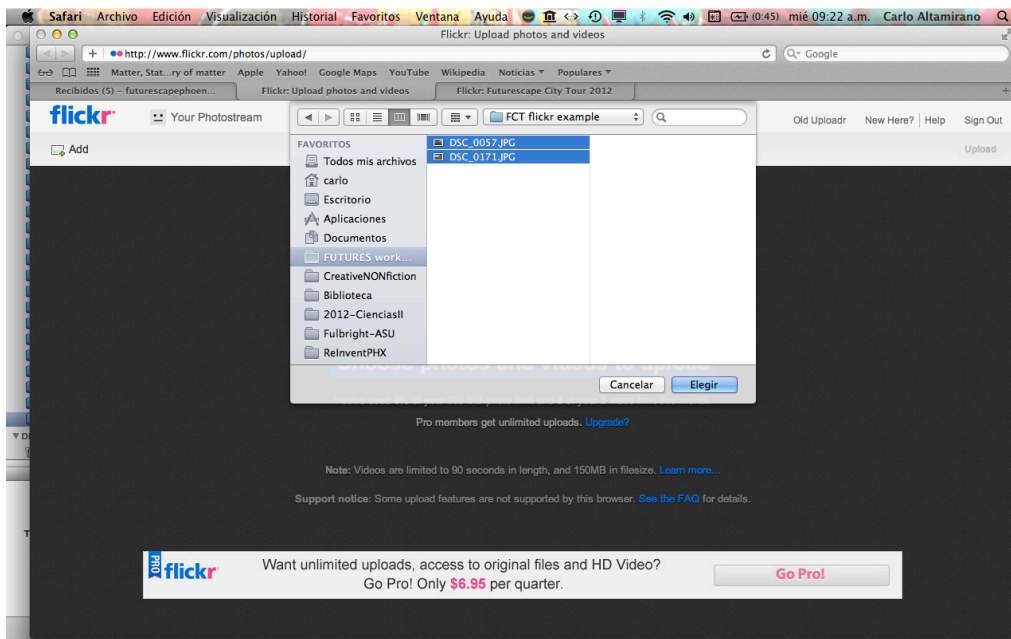 Safari Archivo Edición Visualización Historial Favoritos Ventana Ayuda (0:45) mié 09:22 a.m. Carlo Altamirano
Flickr: Upload photos and videos
http://www.flickr.com/photos/upload/ Google
Matter, Stat...ry of matter Apple Yahoo! Google Maps YouTube Wikipedia Noticias Populares
Recibidos (5) – futurescapephoen... Flickr: Upload photos and videos Flickr: Futurescape City Tour 2012
flickr Your Photostream FCT flickr example Old Uploadr New Here? Help Sign Out
Add Upload
FAVORITOS
Todos mis archivos
carlo
Escritorio
Aplicaciones
Documentos
FUTURES work...
CreativeNONfiction
Biblioteca
2012-CienciasII
Fulbright-ASU
ReInventPHX
DSC_0057.JPG
DSC_0171.JPG
Choose photos and videos to upload
Cancelar Elegir
Pro members get unlimited uploads. Upgrade?
Note: Videos are limited to 90 seconds in length, and 150MB in filesize. Learn more...
Support notice: Some upload features are not supported by this browser. See the FAQ for details.
PRO flickr
Want unlimited uploads, access to original files and HD Video?
Go Pro! Only $6.95 per quarter.
Go Pro!